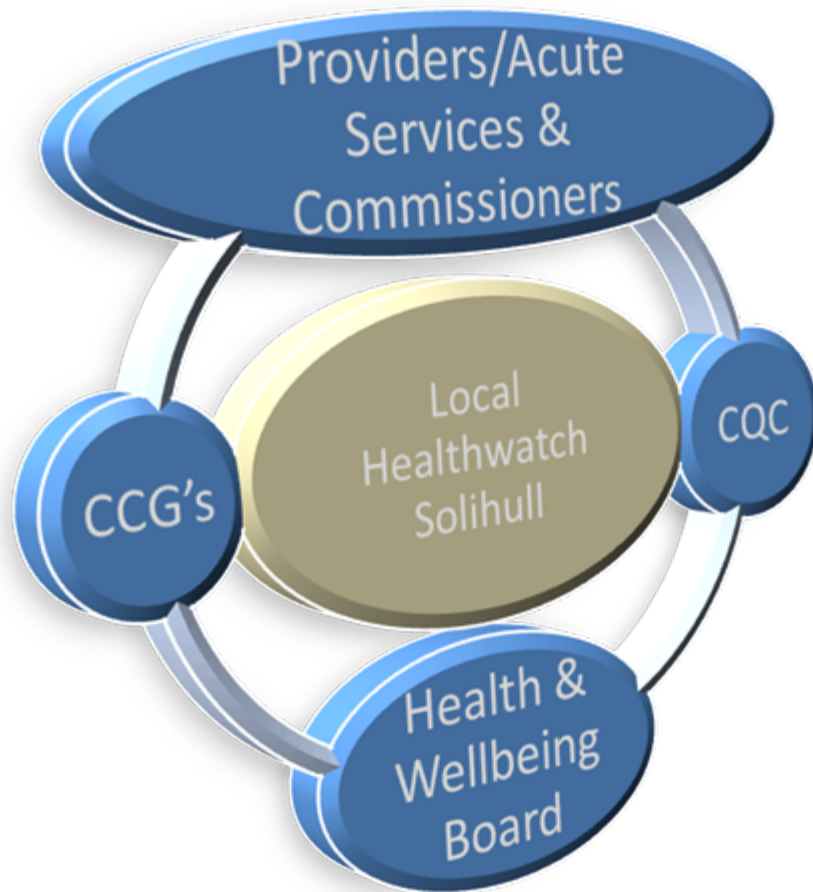 Providers/Acute
Services &
Commissioners
Local
Healthwatch
Solihull
CQC
CCG’s
Health &
Wellbeing
Board